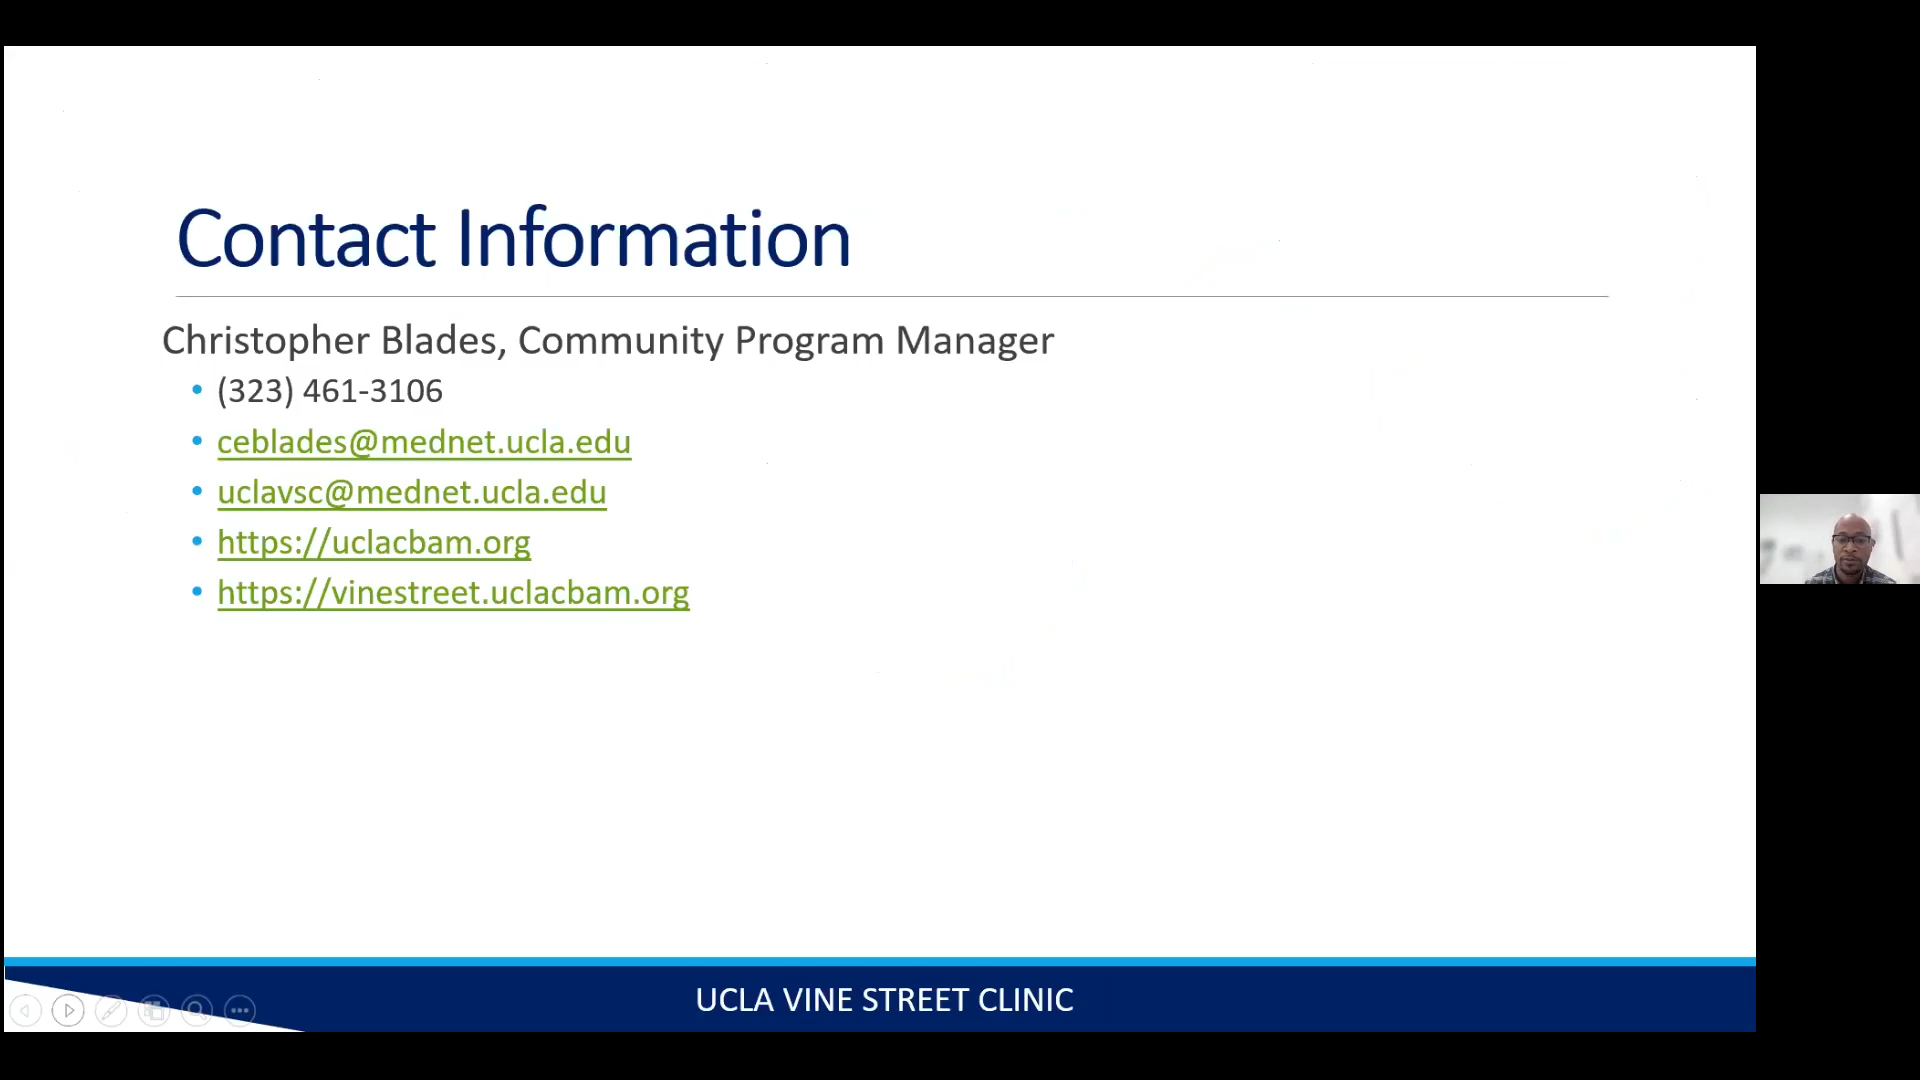 Contact Information
Christopher Blades, Community Program Manager
• (323) 461-3106
• ceblades@mednet.ucla.edu
• uclavsc@mednet.ucla.edu
• https://uclacbam.org
• https://vinestreet.uclacbam.org
UCLA VINE STREET CLINIC